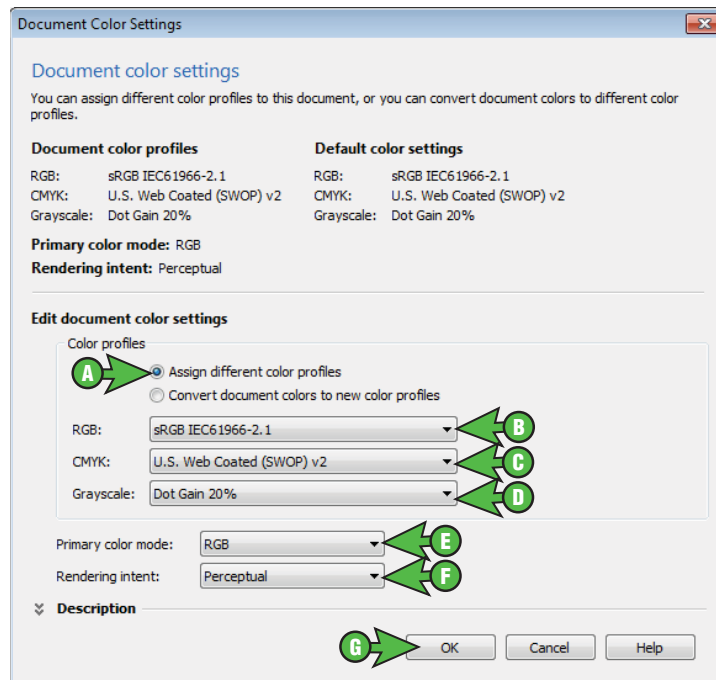 Document Color Settings
Document color settings
You can assign different color profiles to this document, or you can convert document colors to different color
profiles.
Document color profiles
Default color settings
RGB: sRGB IEC61966-2.1
RGB: sRGB IEC61966-2.1
CMYK: U.S. Web Coated (SWOP) v2
CMYK: U.S. Web Coated (SWOP) v2
Grayscale: Dot Gain 20%
Grayscale: Dot Gain 20%
Primary color mode: RGB
Rendering intent: Perceptual
Edit document color settings
Color profiles
A
Assign different color profiles
Convert document colors to new color profiles
RGB: sRGB IEC61966-2.1
B
CMYK: U.S. Web Coated (SWOP) v2
C
Grayscale: Dot Gain 20%
D
Primary color mode: RGB
E
Rendering intent: Perceptual
F
Description
G
OK
Cancel
Help